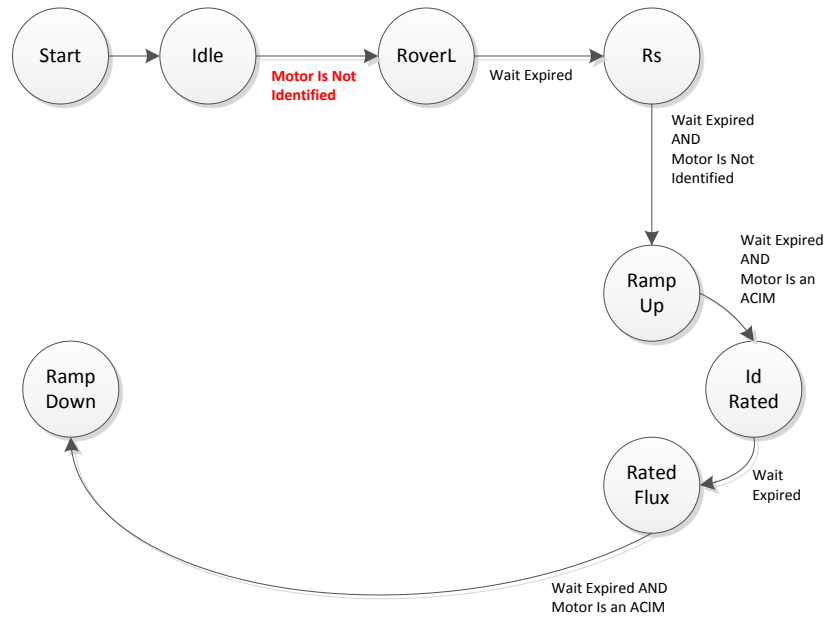 Start
Idle
RoverL
Rs
Motor Is Not
Identified
Wait Expired
Wait Expired
AND
Motor Is Not
Identified
Ramp
Up
Wait Expired
AND
Motor Is an
ACIM
Ramp
Down
Id
Rated
Rated
Flux
Wait
Expired
Wait Expired AND
Motor Is an ACIM